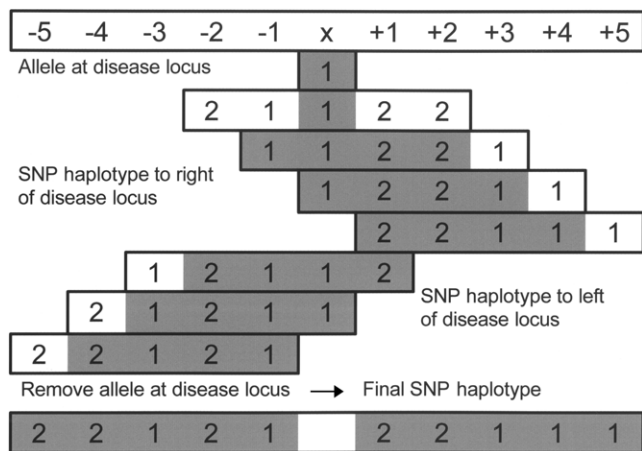 -5 -4 -3 -2 -1 x +1 +2 +3 +4 +5
Allele at disease locus
1
2 1 1 2 2
1 1 2 2 1
SNP haplotype to right
of disease locus
1 2 2 1 1
2 2 1 1 1
1 2 1 1 2
SNP haplotype to left
of disease locus
2 1 2 1 1
2 2 1 2 1
Remove allele at disease locus → Final SNP haplotype
2 2 1 2 1 2 2 1 1 1